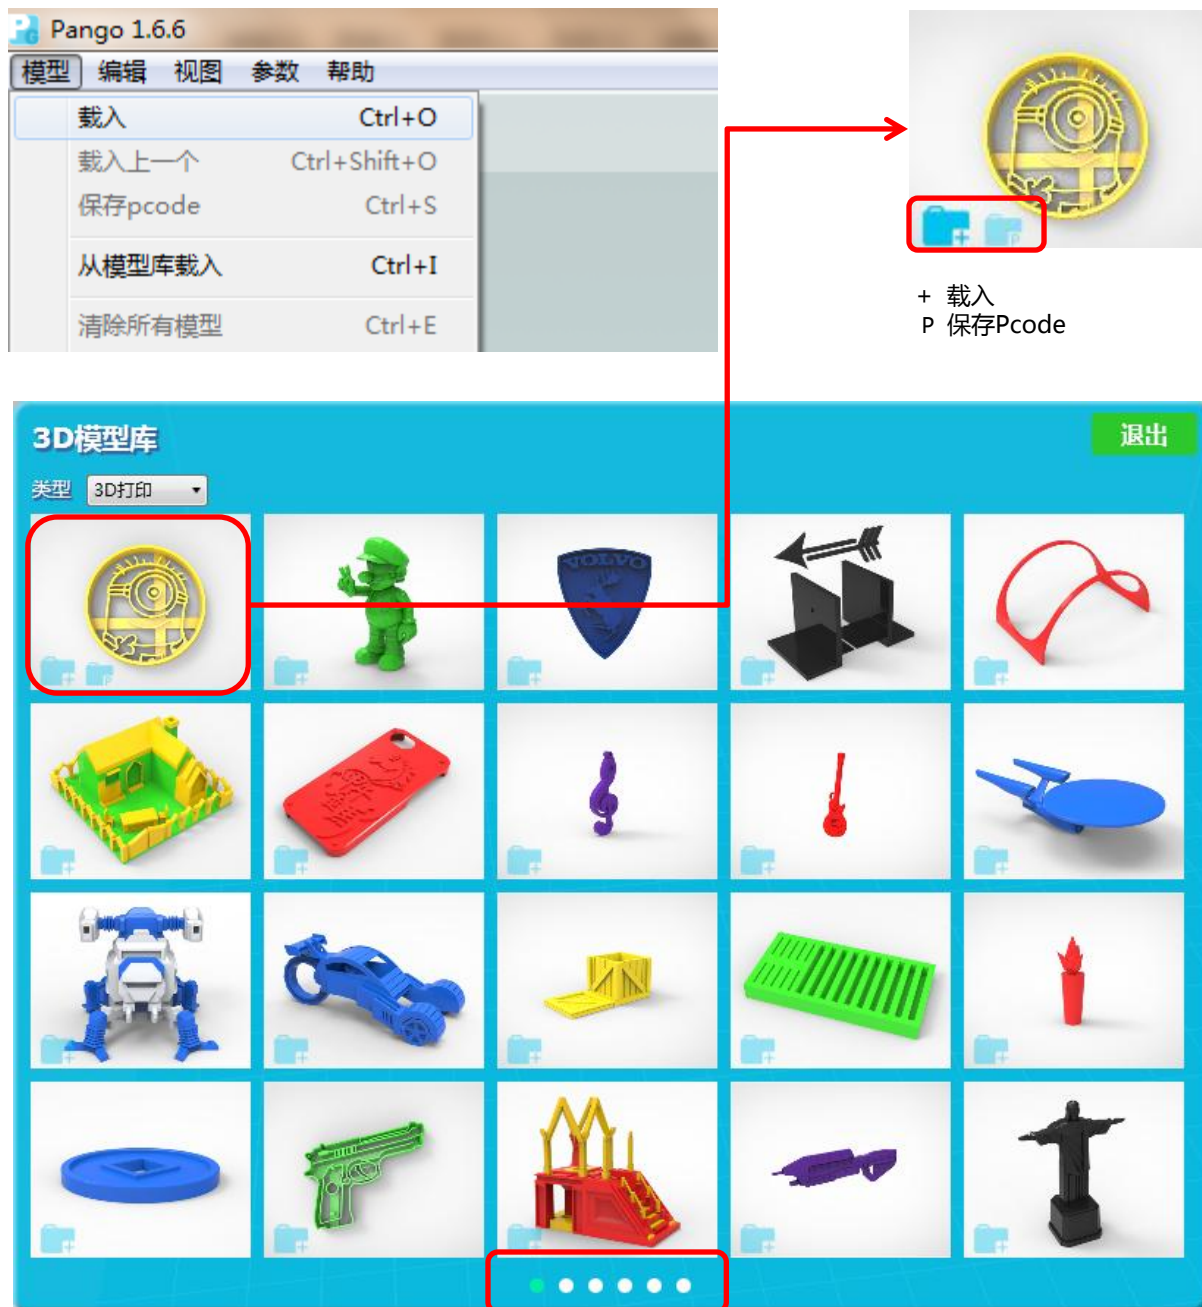 Pango 1.6.6
模型 编辑 视图 参数 帮助
载入 Ctrl+O
载入上一个 Ctrl+Shift+O
保存pcode Ctrl+S
从模型库载入 Ctrl+I
清除所有模型 Ctrl+E
+ 载入
P 保存Pcode
3D模型库
退出
类型 3D打印
VOLVO